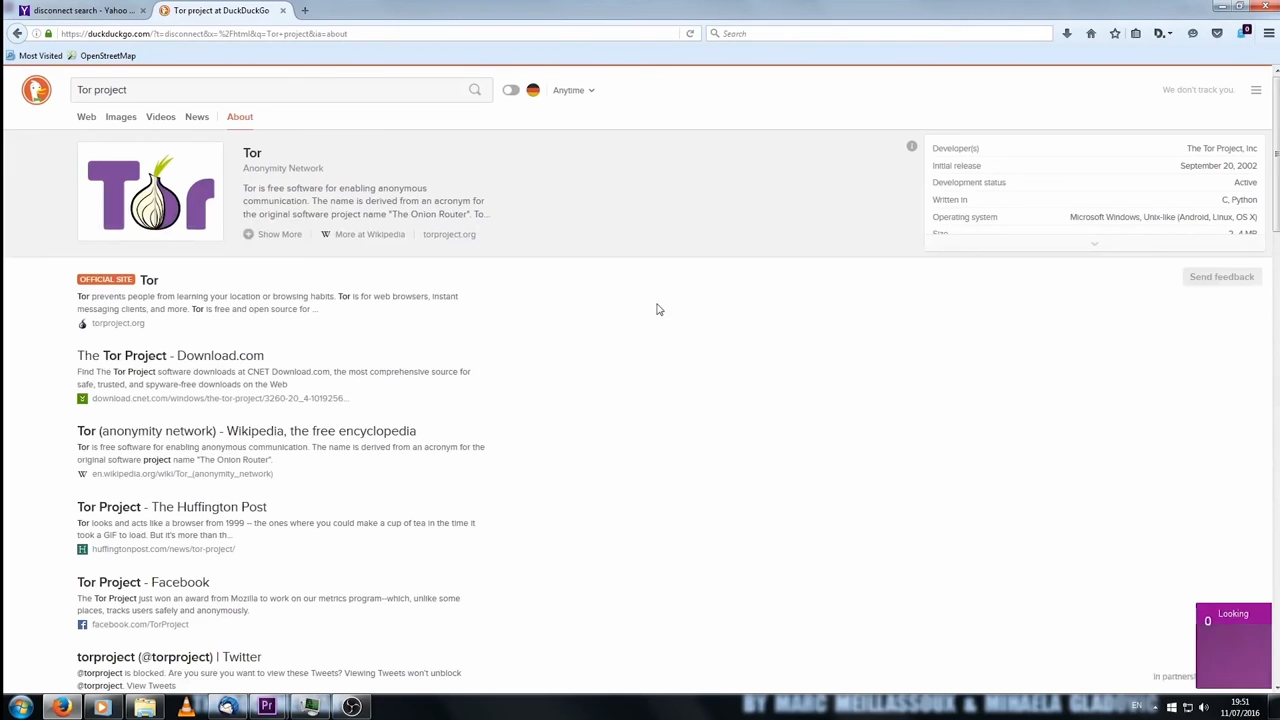 disconnect search - Yahoo ...
Tor project at DuckDuckGo
https://duckduckgo.com/?t=disconnect&x=%2Fhtml&q=Tor+project&ia=about
Search
0
Most Visited
OpenStreetMap
Tor project
Anytime
We don't track you.
Web
Images
Videos
News
About
Tor
Tor
Anonymity Network
Tor is free software for enabling anonymous
communication. The name is derived from an acronym for
the original software project name "The Onion Router". To...
Show More
W More at Wikipedia
torproject.org
Developer(s) The Tor Project, Inc
Initial release September 20, 2002
Development status Active
Written in C, Python
Operating system Microsoft Windows, Unix-like (Android, Linux, OS X)
Size 2–4 MB
Send feedback
OFFICIAL SITE Tor
Tor prevents people from learning your location or browsing habits. Tor is for web browsers, instant
messaging clients, and more. Tor is free and open source for ...
torproject.org
The Tor Project - Download.com
Find The Tor Project software downloads at CNET Download.com, the most comprehensive source for
safe, trusted, and spyware-free downloads on the Web
download.cnet.com/windows/the-tor-project/3260-20_4-1019256...
Tor (anonymity network) - Wikipedia, the free encyclopedia
Tor is free software for enabling anonymous communication. The name is derived from an acronym for the
original software project name "The Onion Router".
W en.wikipedia.org/wiki/Tor_(anonymity_network)
Tor Project - The Huffington Post
Tor looks and acts like a browser from 1999 – the ones where you could make a cup of tea in the time it
took a GIF to load. But it's more than th...
H huffingtonpost.com/news/tor-project/
Tor Project - Facebook
The Tor Project just won an award from Mozilla to work on our metrics program--which, unlike some
places, tracks users safely and anonymously.
f facebook.com/TorProject
torproject (@torproject) | Twitter
@torproject is blocked. Are you sure you want to view these Tweets? Viewing Tweets won't unblock
@torproject. View Tweets
0 Looking
In partners
Pr
EN
19:51
11/07/2016